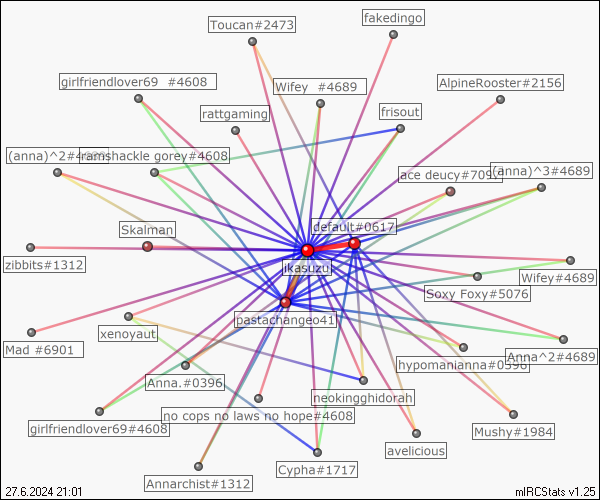 fakedingo
Toucan#2473
girlfriendlover69 #4608
Wifey #4689
AlpineRooster#2156
rattgaming
frisout
(anna)^2#4
ramshackle gorey#4608
ace deucy#709
(anna)^3#4689
Skalman
default#0617
zibbits#1312
ikasuzu
Wifey#4689
Soxy Foxy#5076
pastachangeo41
xenoyaut
Mad #6901
Anna^2#4689
hypomanianna#0396
Anna.#0396
neokingghidorah
no cops no laws no hope#4608
girlfriendlover69#4608
Mushy#1984
avelicious
Cypha#1717
Annarchist#1312
27.6.2024 21:01
mIRCStats v1.25